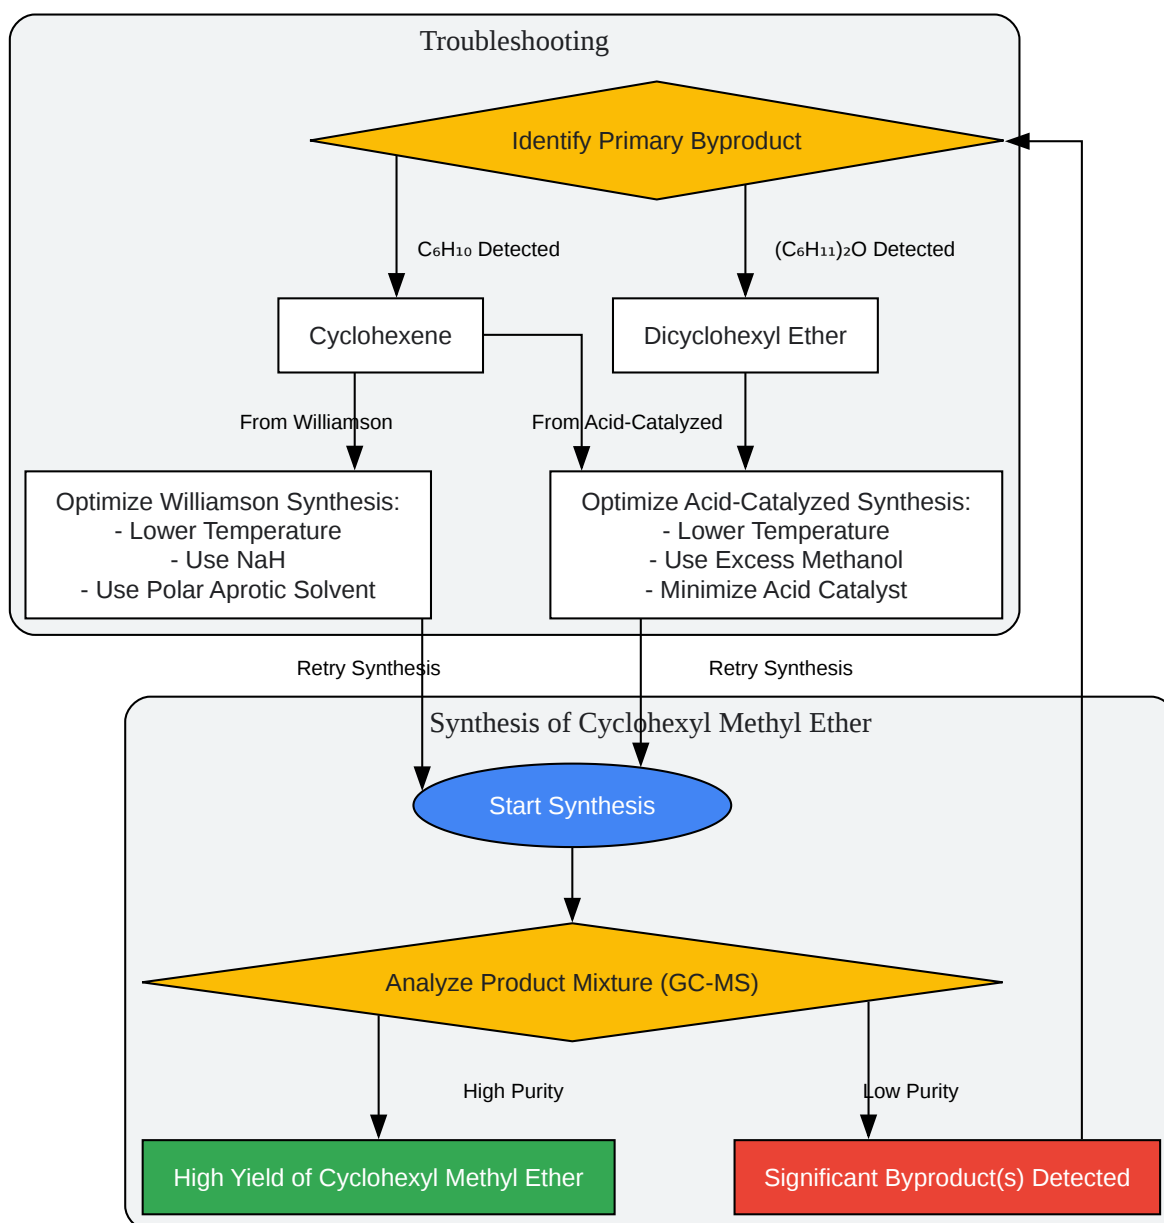 Troubleshooting
Identify Primary Byproduct
C₆H₁₀ Detected
(C₆H₁₁)₂O Detected
Cyclohexene
Dicyclohexyl Ether
From Williamson
From Acid-Catalyzed
Optimize Williamson Synthesis:
- Lower Temperature
- Use NaH
- Use Polar Aprotic Solvent
Optimize Acid-Catalyzed Synthesis:
- Lower Temperature
- Use Excess Methanol
- Minimize Acid Catalyst
Retry Synthesis
Retry Synthesis
Synthesis of Cyclohexyl Methyl Ether
Start Synthesis
Analyze Product Mixture (GC-MS)
High Purity
Low Purity
High Yield of Cyclohexyl Methyl Ether
Significant Byproduct(s) Detected